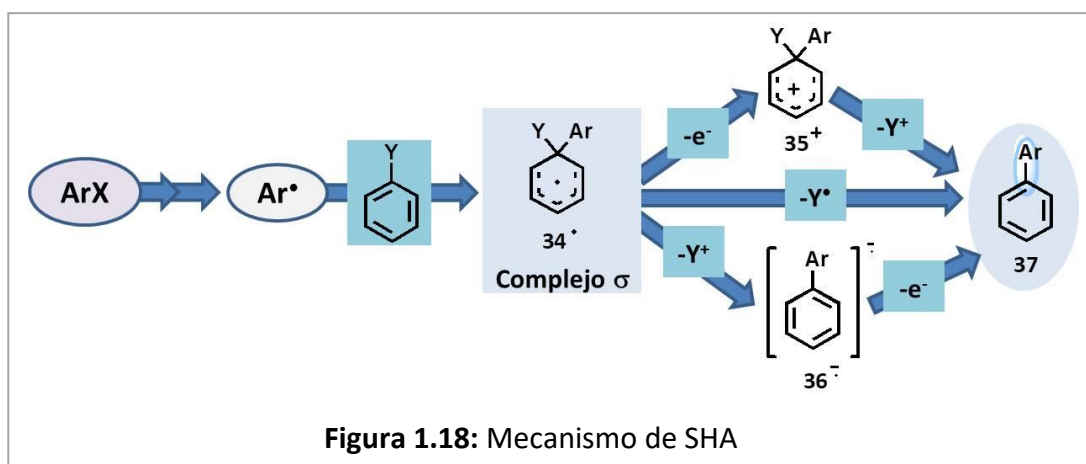 Y Ar
+
35⁺
-e⁻
-Y⁺
Y
Y Ar
Ar
ArX
Ar•
-Y•
34•
37
Complejo σ
-Y⁺
Ar
-e⁻
36⁻•
Figura 1.18: Mecanismo de SHA